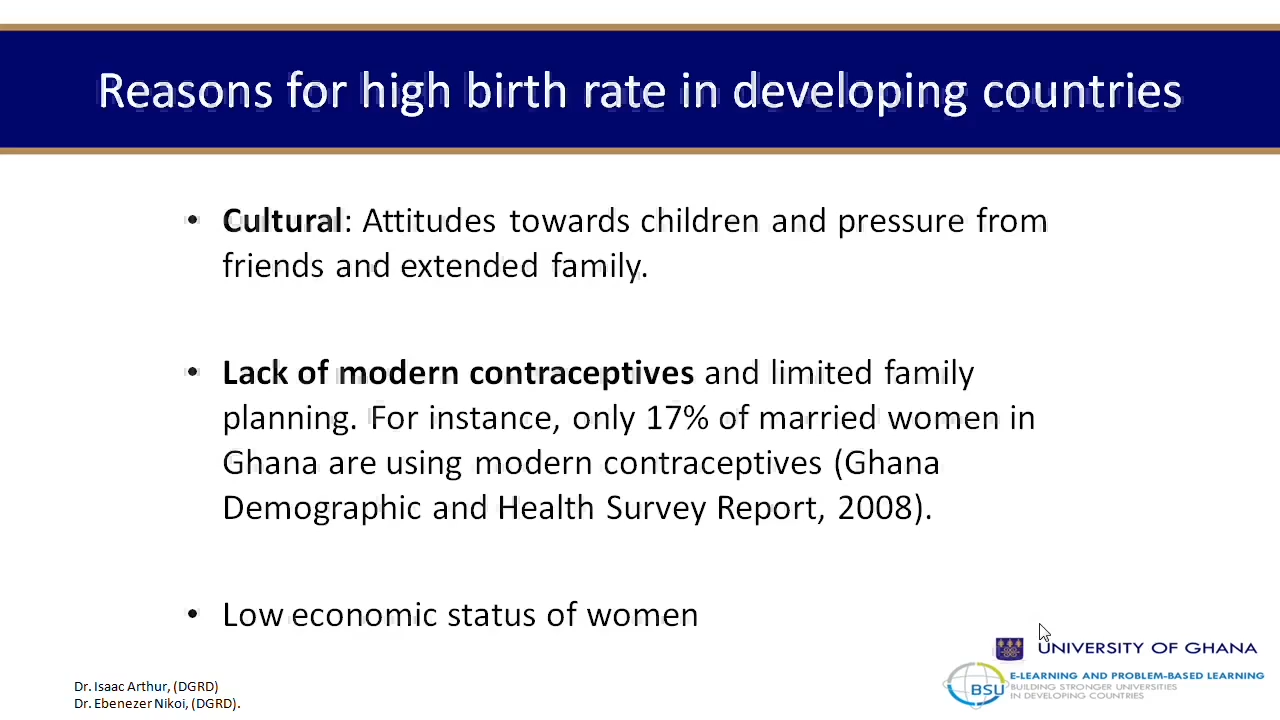 Reasons for high birth rate in developing countries
• Cultural: Attitudes towards children and pressure from
friends and extended family.
• Lack of modern contraceptives and limited family
planning. For instance, only 17% of married women in
Ghana are using modern contraceptives (Ghana
Demographic and Health Survey Report, 2008).
• Low economic status of women
UNIVERSITY OF GHANA
BSU
E-LEARNING AND PROBLEM-BASED LEARNING
BUILDING STRONGER UNIVERSITIES
IN DEVELOPING COUNTRIES
Dr. Isaac Arthur, (DGRD)
Dr. Ebenezer Nikoi, (DGRD).